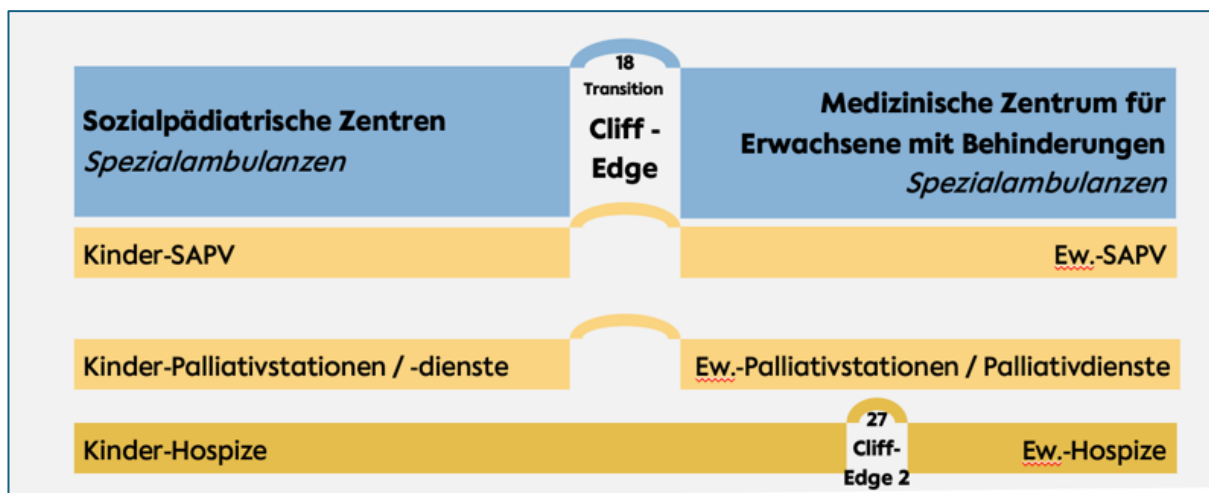 18
Transition
Cliff -
Edge
Sozialpädiatrische Zentren
Spezialambulanzen
Medizinische Zentrum für
Erwachsene mit Behinderungen
Spezialambulanzen
Kinder-SAPV
Ew.-SAPV
Kinder-Palliativstationen / -dienste
Ew.-Palliativstationen / Palliativdienste
Kinder-Hospize
27
Cliff-
Edge 2
Ew.-Hospize